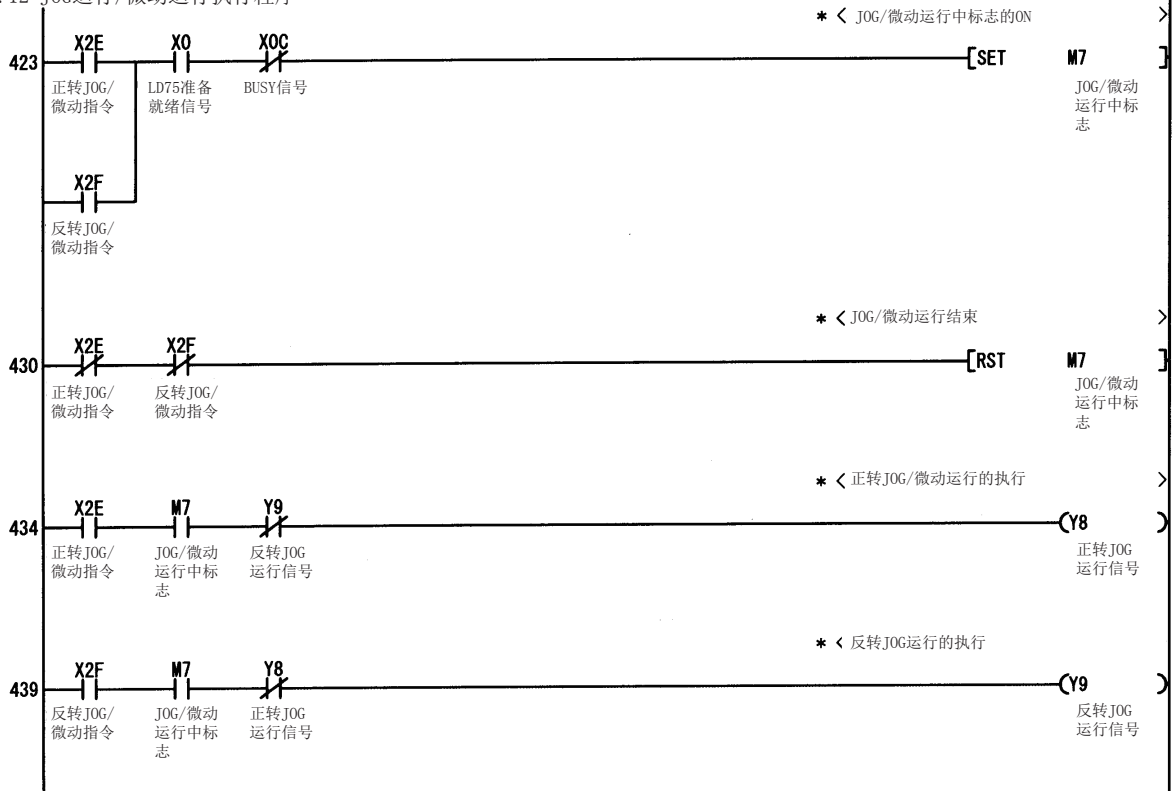 JOG运行/微动运行执行程序
* < JOG/微动运行中标志的ON >
423 X2E X0 X0C [SET M7 ]
正转JOG/ LD75准备 BUSY信号 JOG/微动
微动指令 就绪信号 运行中标
志
X2F
反转JOG/
微动指令
* < JOG/微动运行结束 >
430 X2E X2F [RST M7 ]
正转JOG/ 反转JOG/ JOG/微动
微动指令 微动指令 运行中标
志
* < 正转JOG/微动运行的执行 >
434 X2E M7 Y9 (Y8 )
正转JOG/ JOG/微动 反转JOG 正转JOG
微动指令 运行中标 运行信号 运行信号
志
* < 反转JOG运行的执行 >
439 X2F M7 Y8 (Y9 )
反转JOG/ JOG/微动 正转JOG 反转JOG
微动指令 运行中标 运行信号 运行信号
志